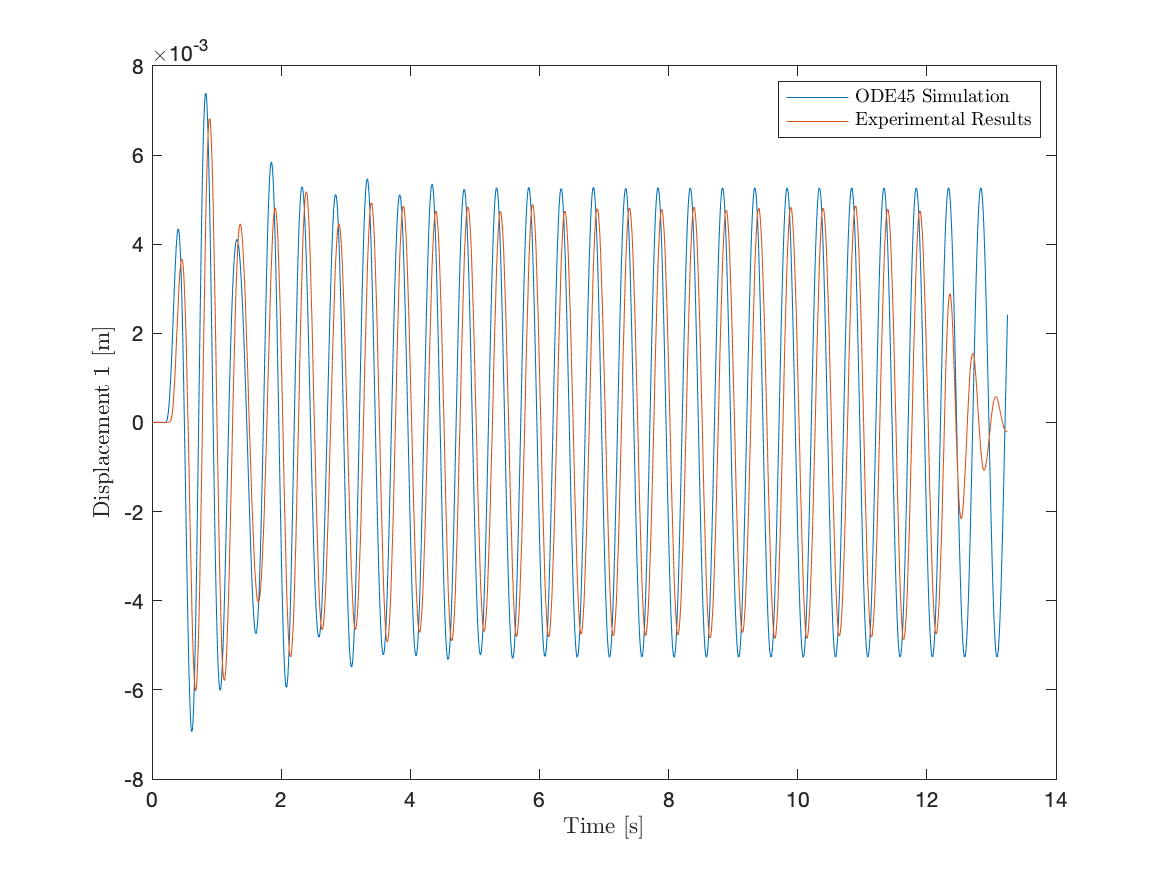 ×10-3
8
6
4
2
0
-2
-4
-6
-8
0 2 4 6 8 10 12 14
Displacement 1 [m]
Time [s]
ODE45 Simulation
Experimental Results